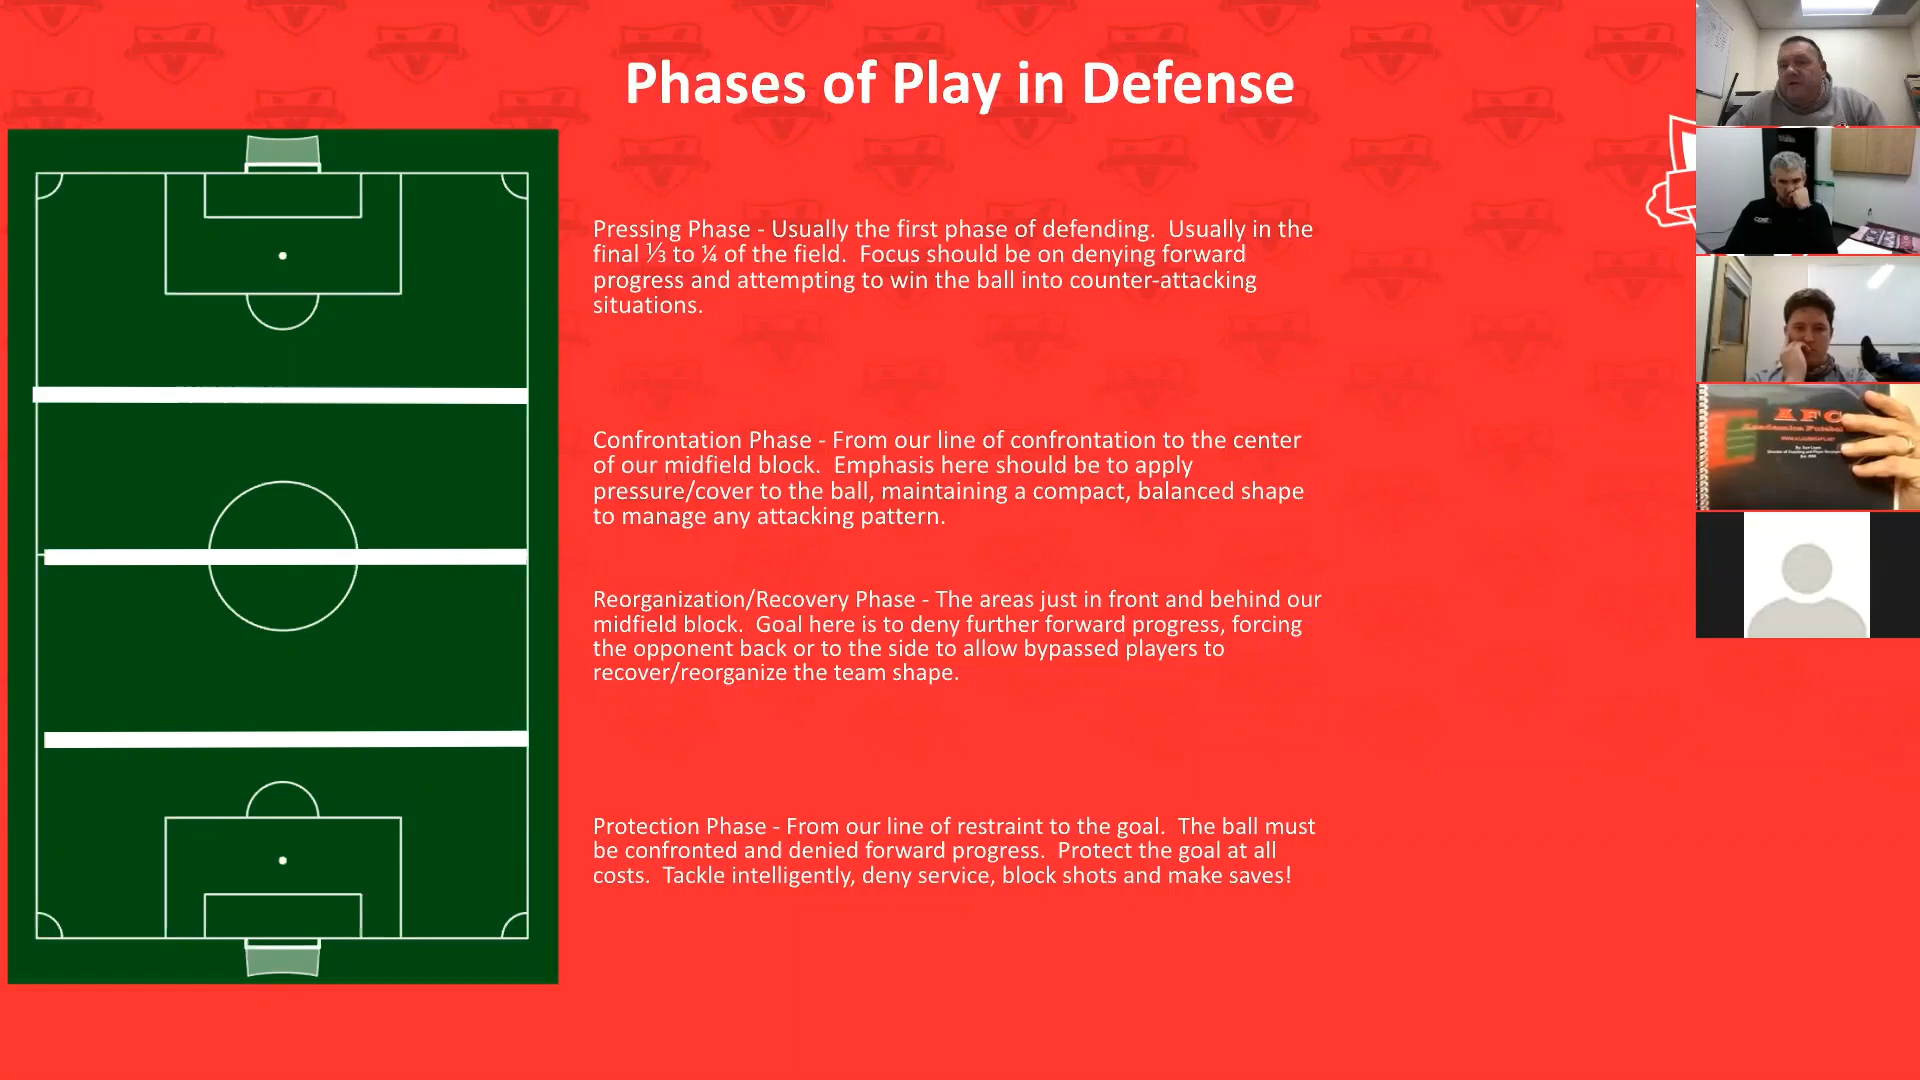 Phases of Play in Defense
Pressing Phase - Usually the first phase of defending. Usually in the
final ⅓ to ¼ of the field. Focus should be on denying forward
progress and attempting to win the ball into counter-attacking
situations.
Confrontation Phase - From our line of confrontation to the center
of our midfield block. Emphasis here should be to apply
pressure/cover to the ball, maintaining a compact, balanced shape
to manage any attacking pattern.
Reorganization/Recovery Phase - The areas just in front and behind our
midfield block. Goal here is to deny further forward progress, forcing
the opponent back or to the side to allow bypassed players to
recover/reorganize the team shape.
Protection Phase - From our line of restraint to the goal. The ball must
be confronted and denied forward progress. Protect the goal at all
costs. Tackle intelligently, deny service, block shots and make saves!
AFC